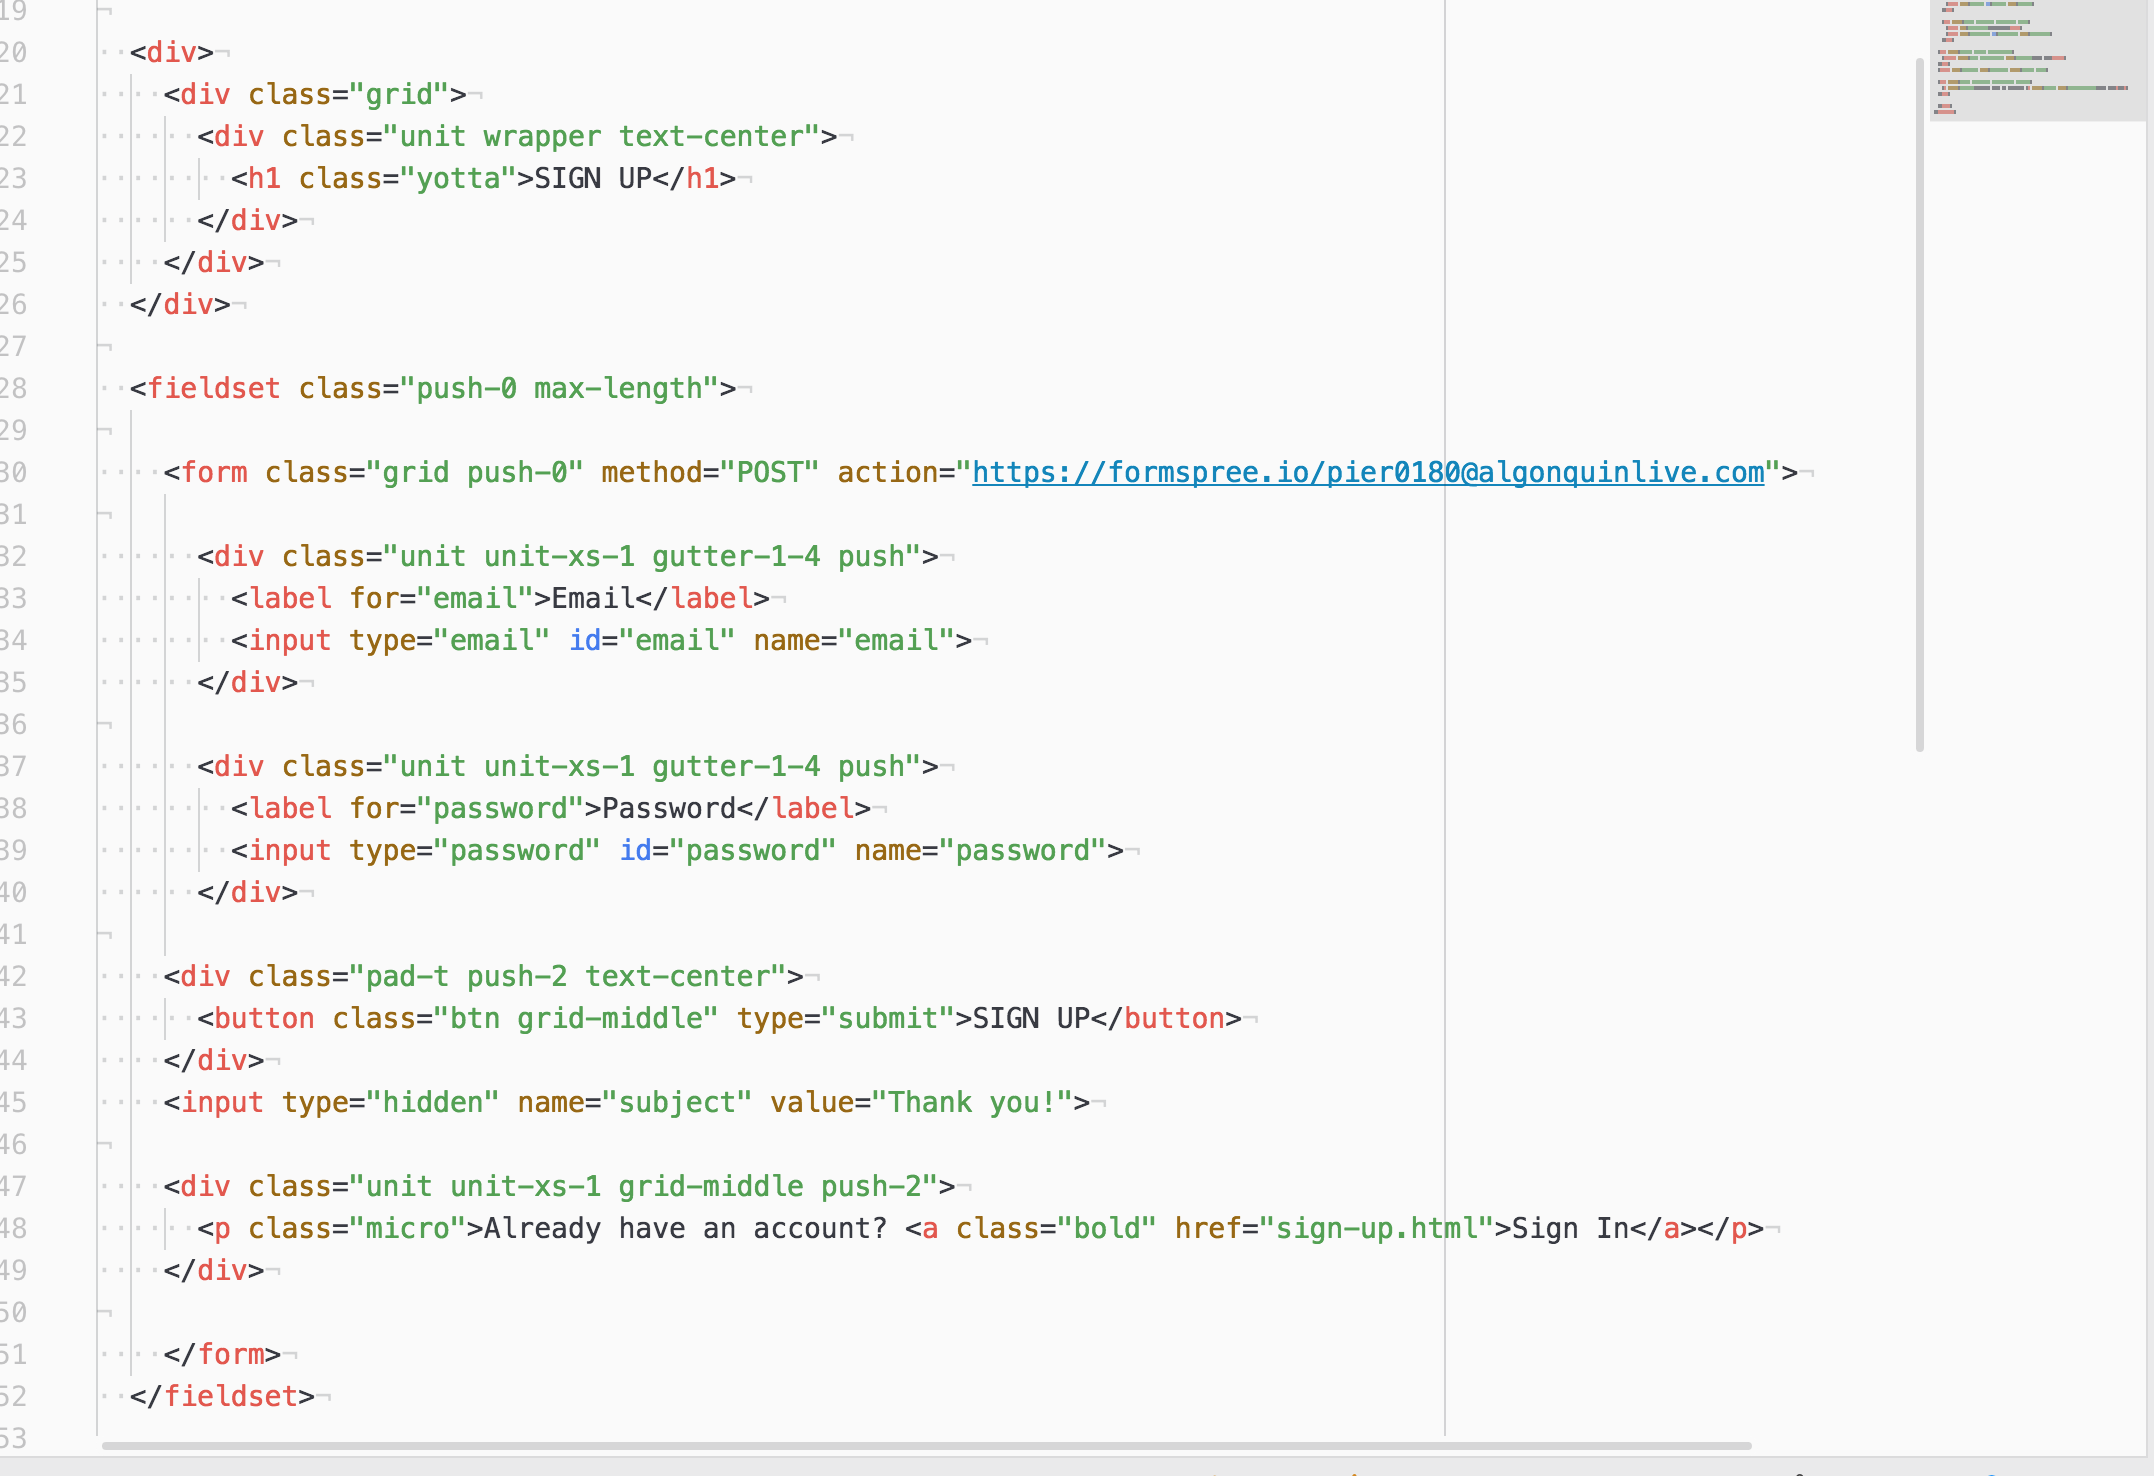 19
20 <div>
21 <div class="grid">
22 <div class="unit wrapper text-center">
23 <h1 class="yotta">SIGN UP</h1>
24 </div>
25 </div>
26 </div>
27
28 <fieldset class="push-0 max-length">
29
30 <form class="grid push-0" method="POST" action="https://formspree.io/pier0180@algonquinlive.com">
31
32 <div class="unit unit-xs-1 gutter-1-4 push">
33 <label for="email">Email</label>
34 <input type="email" id="email" name="email">
35 </div>
36
37 <div class="unit unit-xs-1 gutter-1-4 push">
38 <label for="password">Password</label>
39 <input type="password" id="password" name="password">
40 </div>
41
42 <div class="pad-t push-2 text-center">
43 <button class="btn grid-middle" type="submit">SIGN UP</button>
44 </div>
45 <input type="hidden" name="subject" value="Thank you!">
46
47 <div class="unit unit-xs-1 grid-middle push-2">
48 <p class="micro">Already have an account? <a class="bold" href="sign-up.html">Sign In</a></p>
49 </div>
50
51 </form>
52 </fieldset>
53